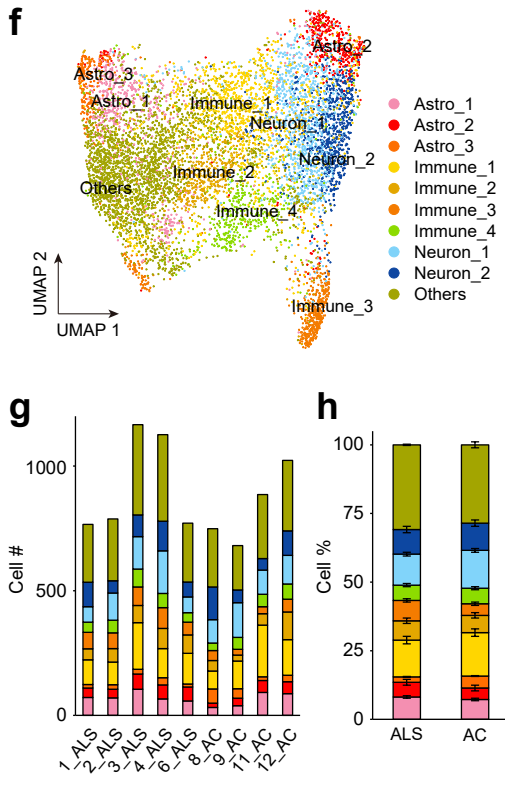 f
Astro_2
Astro_3
Astro_1
Immune_1
Neuron_1
Neuron_2
Immune_2
Others
Immune_4
Immune_3
UMAP 2
UMAP 1
Astro_1
Astro_2
Astro_3
Immune_1
Immune_2
Immune_3
Immune_4
Neuron_1
Neuron_2
Others
g
Cell #
1000
500
0
1_ALS
2_ALS
3_ALS
4_ALS
6_ALS
8_AC
9_AC
11_AC
12_AC
h
Cell %
100
75
50
25
0
ALS
AC